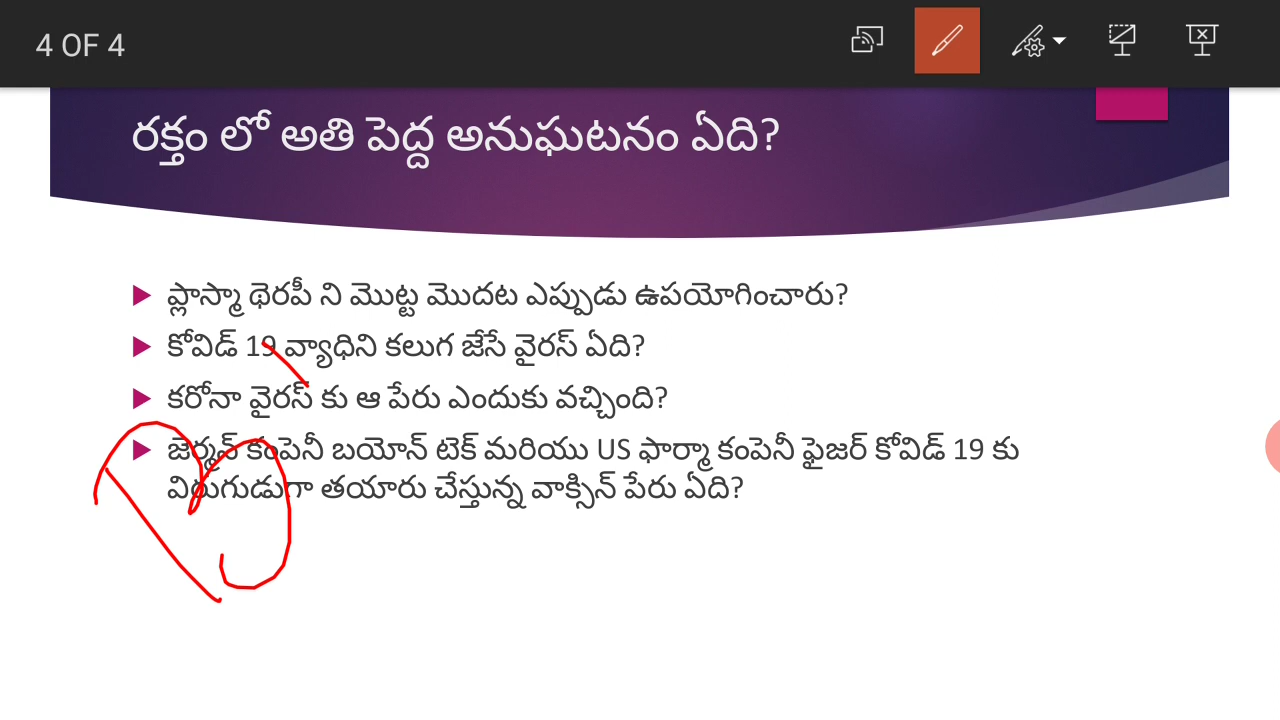 4 OF 4
రక్తం లో అతి పెద్ద అనుఘటనం ఏది?
ప్లాస్మా థెరపీ ని మొట్ట మొదట ఎప్పుడు ఉపయోగించారు?
కోవిడ్ 19 వ్యాధిని కలుగ జేసే వైరస్ ఏది?
కరోనా వైరస్ కు ఆ పేరు ఎందుకు వచ్చింది?
జెర్మన్ కంపెనీ బయోన్ టెక్ మరియు US ఫార్మా కంపెనీ ఫైజర్ కోవిడ్ 19 కు
విరుగుడుగా తయారు చేస్తున్న వాక్సిన్ పేరు ఏది?